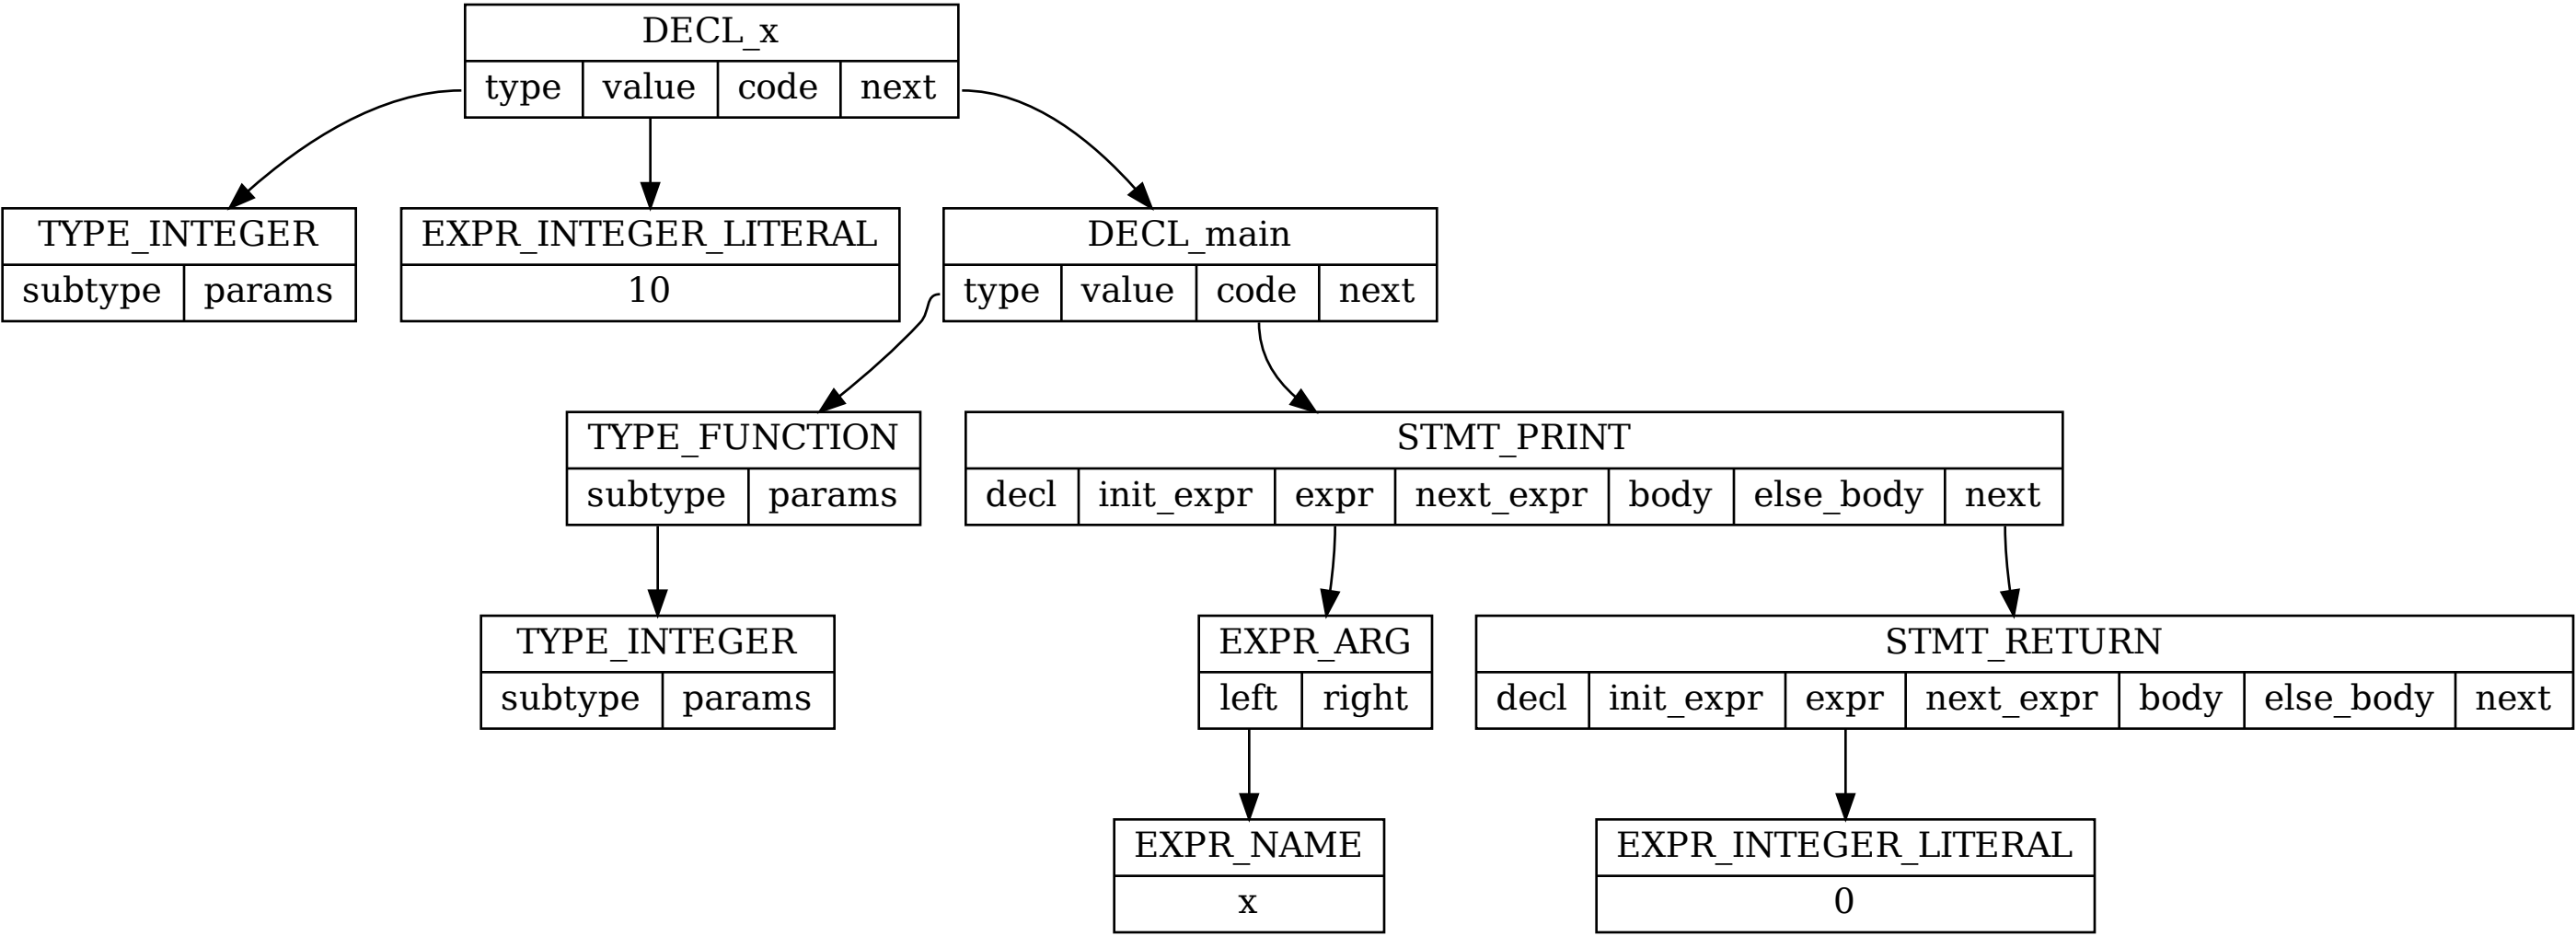 DECL_x
type value code next
TYPE_INTEGER
subtype params
EXPR_INTEGER_LITERAL
10
DECL_main
type value code next
TYPE_FUNCTION
subtype params
STMT_PRINT
decl init_expr expr next_expr body else_body next
TYPE_INTEGER
subtype params
EXPR_ARG
left right
STMT_RETURN
decl init_expr expr next_expr body else_body next
EXPR_NAME
x
EXPR_INTEGER_LITERAL
0